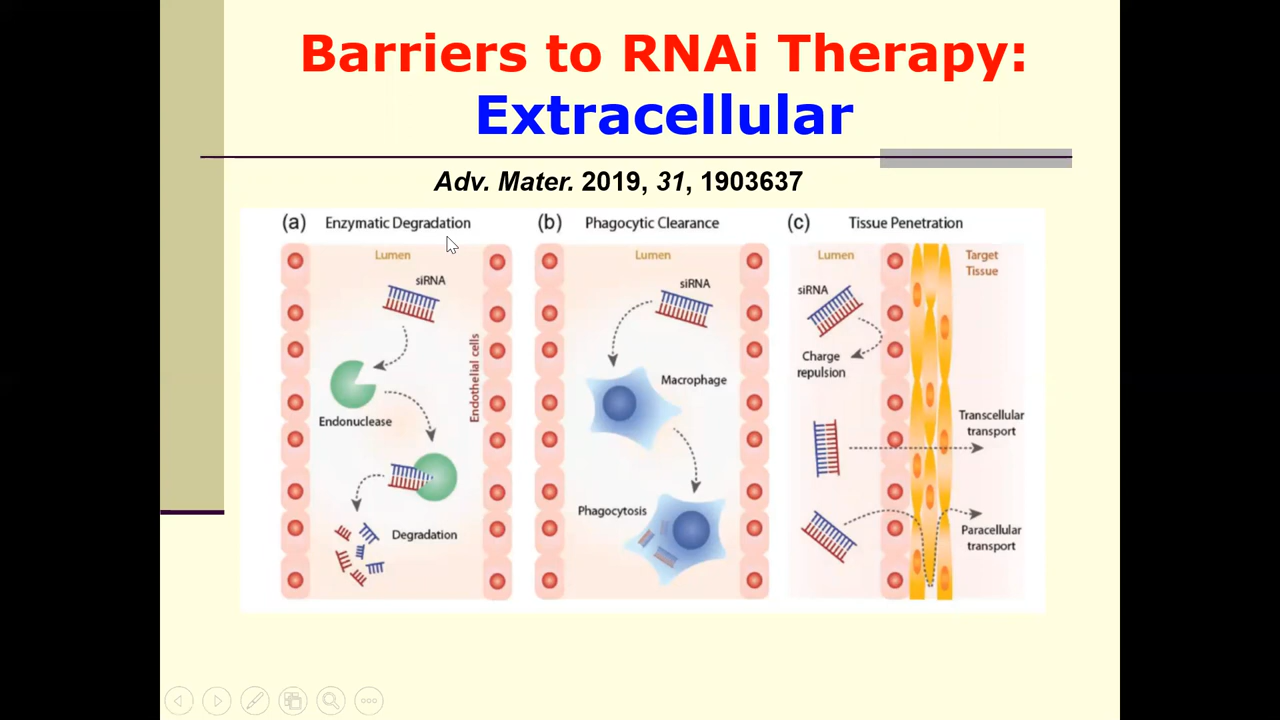 Barriers to RNAi Therapy:
Extracellular
Adv. Mater. 2019, 31, 1903637
(a) Enzymatic Degradation
Lumen
siRNA
Endothelial cells
Endonuclease
Degradation
(b) Phagocytic Clearance
Lumen
siRNA
Macrophage
Phagocytosis
(c) Tissue Penetration
Lumen
Target
Tissue
siRNA
Charge
repulsion
Transcellular
transport
Paracellular
transport